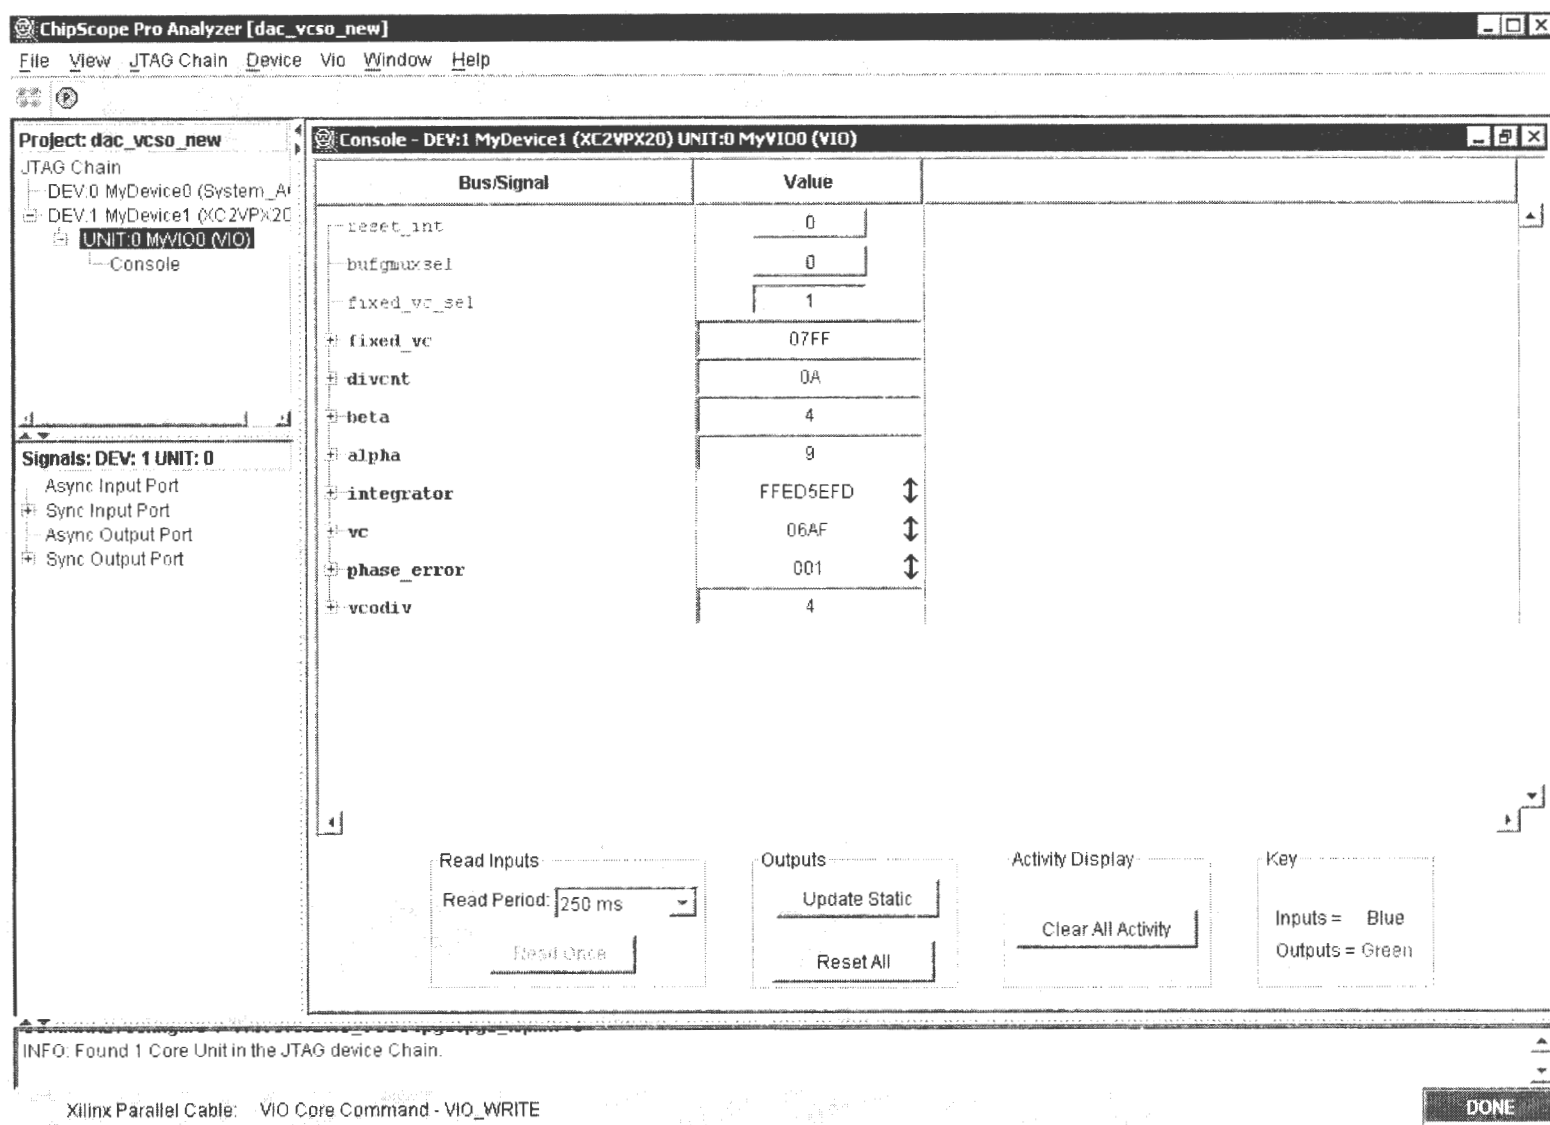 ChipScope Pro Analyzer [dac_vcso_new]
File View JTAG Chain Device Vio Window Help
Project: dac_vcso_new
JTAG Chain
DEV:0 MyDevice0 (System_A
DEV:1 MyDevice1 (XC2VPX20
UNIT:0 MyVIO0 (VIO)
Console
Signals: DEV: 1 UNIT: 0
Async Input Port
Sync Input Port
Async Output Port
Sync Output Port
Console - DEV:1 MyDevice1 (XC2VPX20) UNIT:0 MyVIO0 (VIO)
Bus/Signal Value
reset_int 0
bufgmuxsel 0
fixed_vc_sel 1
fixed_vc 07FF
divcnt 0A
beta 4
alpha 9
integrator FFED5EFD
vc 06AF
phase_error 001
vcodiv 4
Read Inputs
Read Period: 250 ms
Read Once
Outputs
Update Static
Reset All
Activity Display
Clear All Activity
Key
Inputs = Blue
Outputs = Green
INFO: Found 1 Core Unit in the JTAG device Chain.
Xilinx Parallel Cable: VIO Core Command - VIO_WRITE
DONE